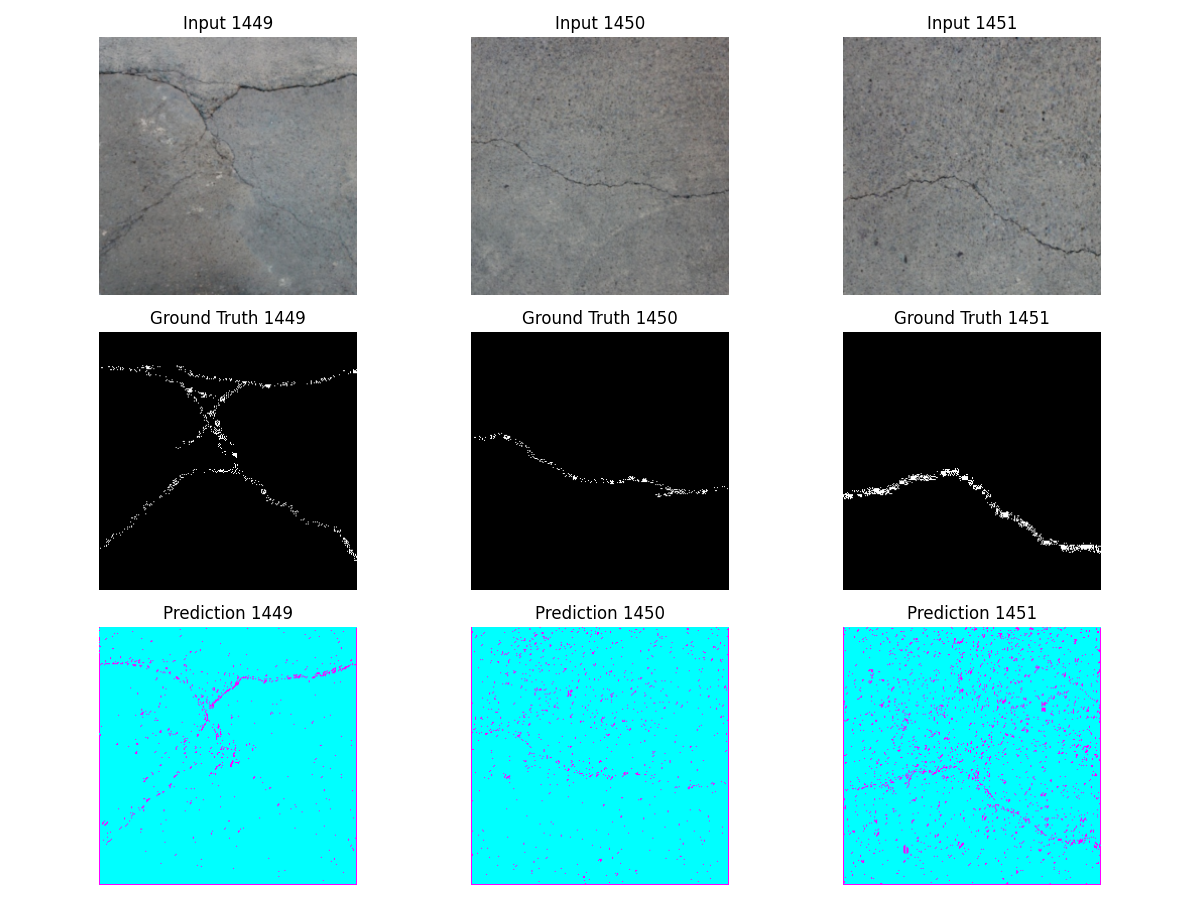 Input 1449
Input 1450
Input 1451
Ground Truth 1449
Ground Truth 1450
Ground Truth 1451
Prediction 1449
Prediction 1450
Prediction 1451